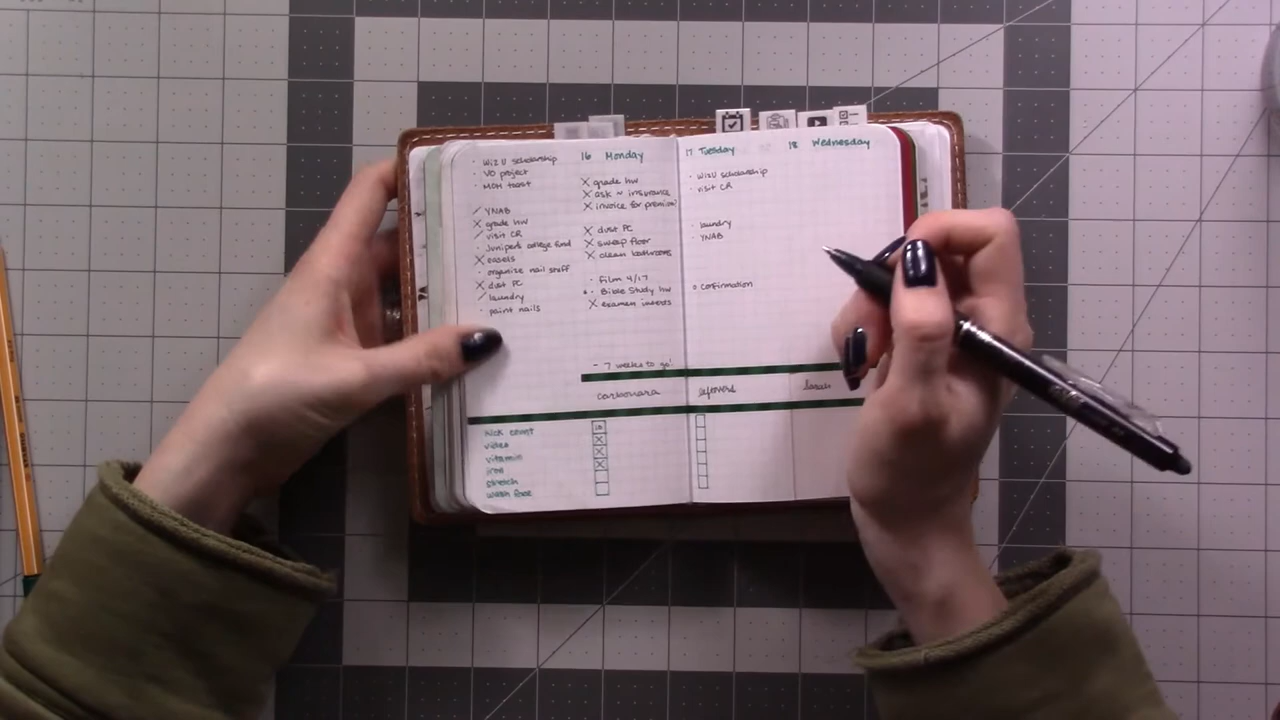 · WizU scholarship
· VO project
· MOH toast
/ YNAB
X grade hw
/ visit CR
· Juniper's college fund
X easels
· organize nail stuff
X dust PC
/ laundry
· paint nails
16 Monday
X grade hw
X ask ~ insurance
X invoice for premium?
X dust PC
X sweep floor
X clean bathrooms
- Film 4/17
· Bible Study hw
X examen intents
- 7 weeks to go!
carbonara
17 Tuesday
· WizU scholarship
· visit CR
· laundry
· YNAB
o confirmation
leftovers
18 Wednesday
kick count
video
vitamin
iron
stretch
wash face